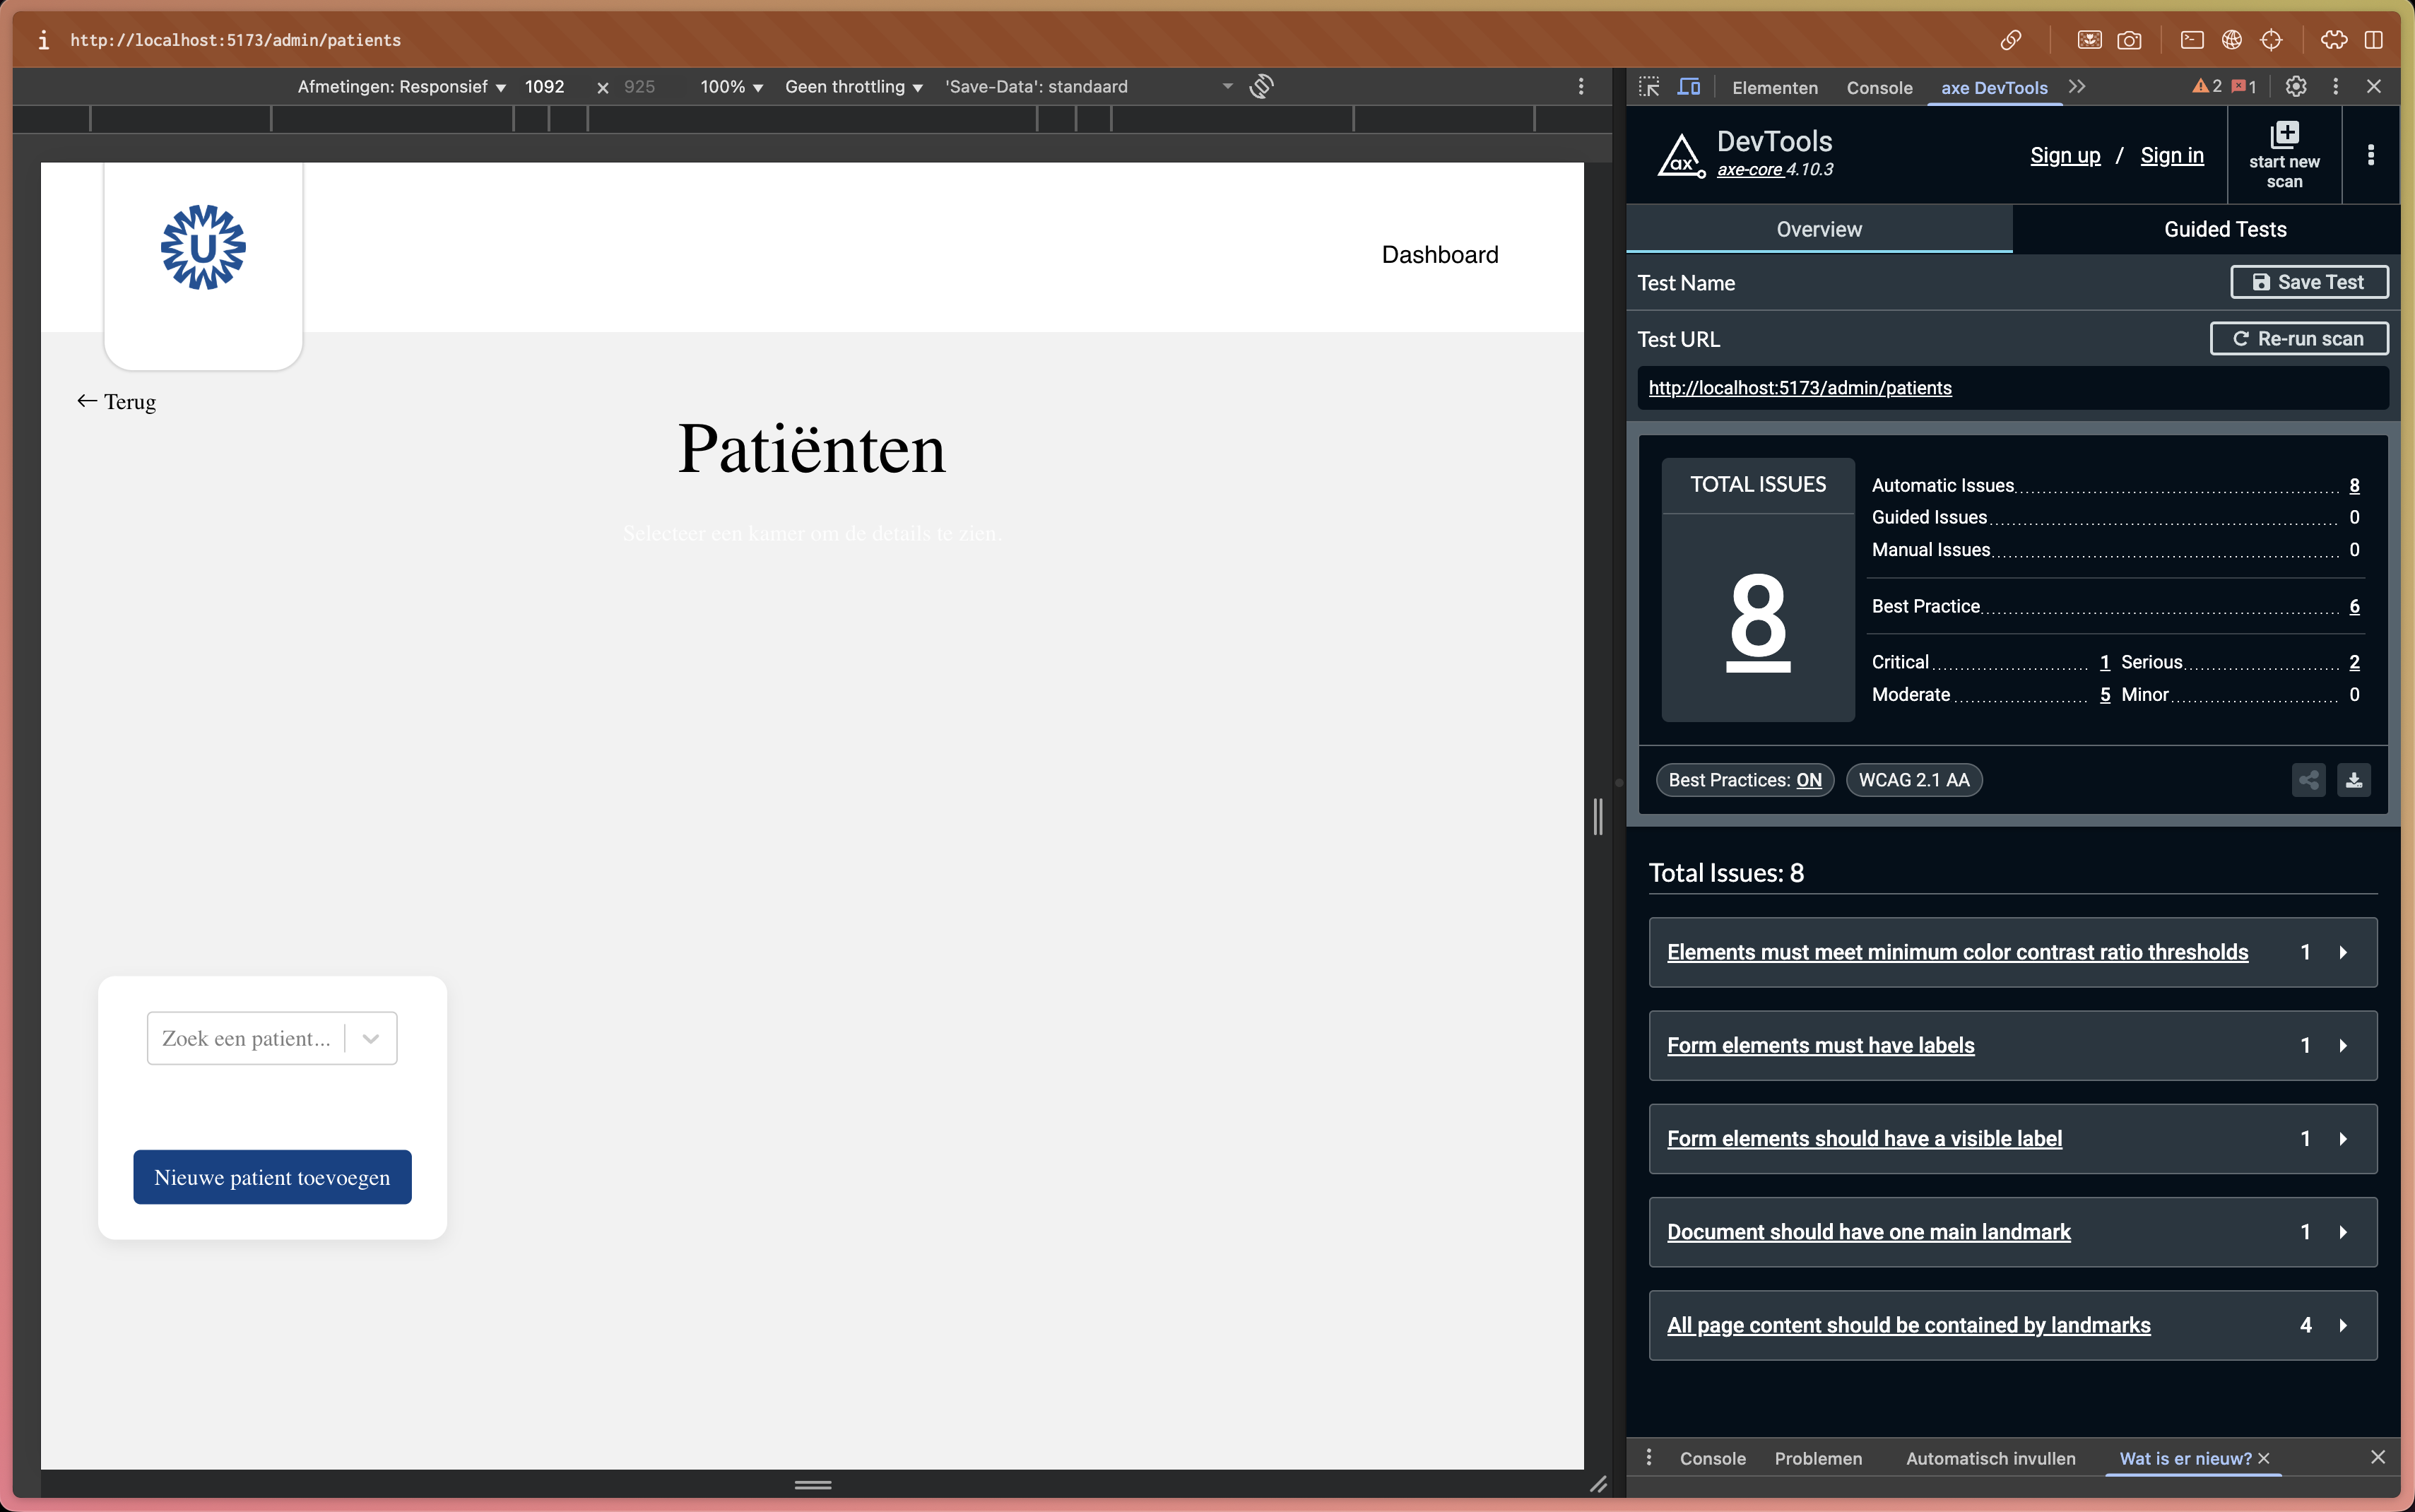 http://localhost:5173/admin/patients
Afmetingen: Responsief 1092 × 925 100% Geen throttling 'Save-Data': standaard
Elementen Console axe DevTools 2 1
U
Dashboard
← Terug
Patiënten
Selecteer een kamer om de details te zien.
Zoek een patient...
Nieuwe patient toevoegen
ax
DevTools
axe-core 4.10.3
Sign up / Sign in
start new
scan
Overview Guided Tests
Test Name Save Test
Test URL Re-run scan
http://localhost:5173/admin/patients
TOTAL ISSUES
8
Automatic Issues 8
Guided Issues 0
Manual Issues 0
Best Practice 6
Critical 1 Serious 2
Moderate 5 Minor 0
Best Practices: ON WCAG 2.1 AA
Total Issues: 8
Elements must meet minimum color contrast ratio thresholds 1
Form elements must have labels 1
Form elements should have a visible label 1
Document should have one main landmark 1
All page content should be contained by landmarks 4
Console Problemen Automatisch invullen Wat is er nieuw?